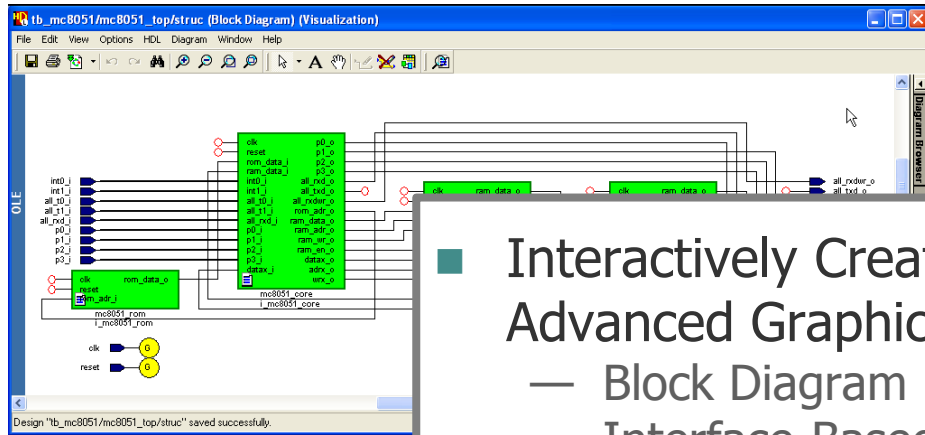 tb_mc8051/mc8051_top/struc (Block Diagram) (Visualization)
File Edit View Options HDL Diagram Window Help
Diagram Browser
OLE
int0_i
int1_i
all_t0_i
all_t1_i
all_rxd_i
p0_i
p1_i
p2_i
p3_i
clk p0_o
reset p1_o
rom_data_i p2_o
ram_data_i p3_o
int0_i all_rxd_o
int1_i all_txd_o
all_t0_i all_rxdwr_o
all_t1_i rom_adr_o
all_rxd_i ram_data_o
p0_i ram_adr_o
p1_i ram_wr_o
p2_i ram_en_o
p3_i datax_o
datax_i adrx_o
wrx_o
mc8051_core
i_mc8051_core
clk ram_data_o
clk ram_data_o
all_rxdwr_o
all_txd_o
clk rom_data_o
reset
mc8051_rom
i_mc8051_rom
clk G
reset G
Design "tb_mc8051/mc8051_top/struc" saved successfully.
Interactively
Advanced
— Block Diagram